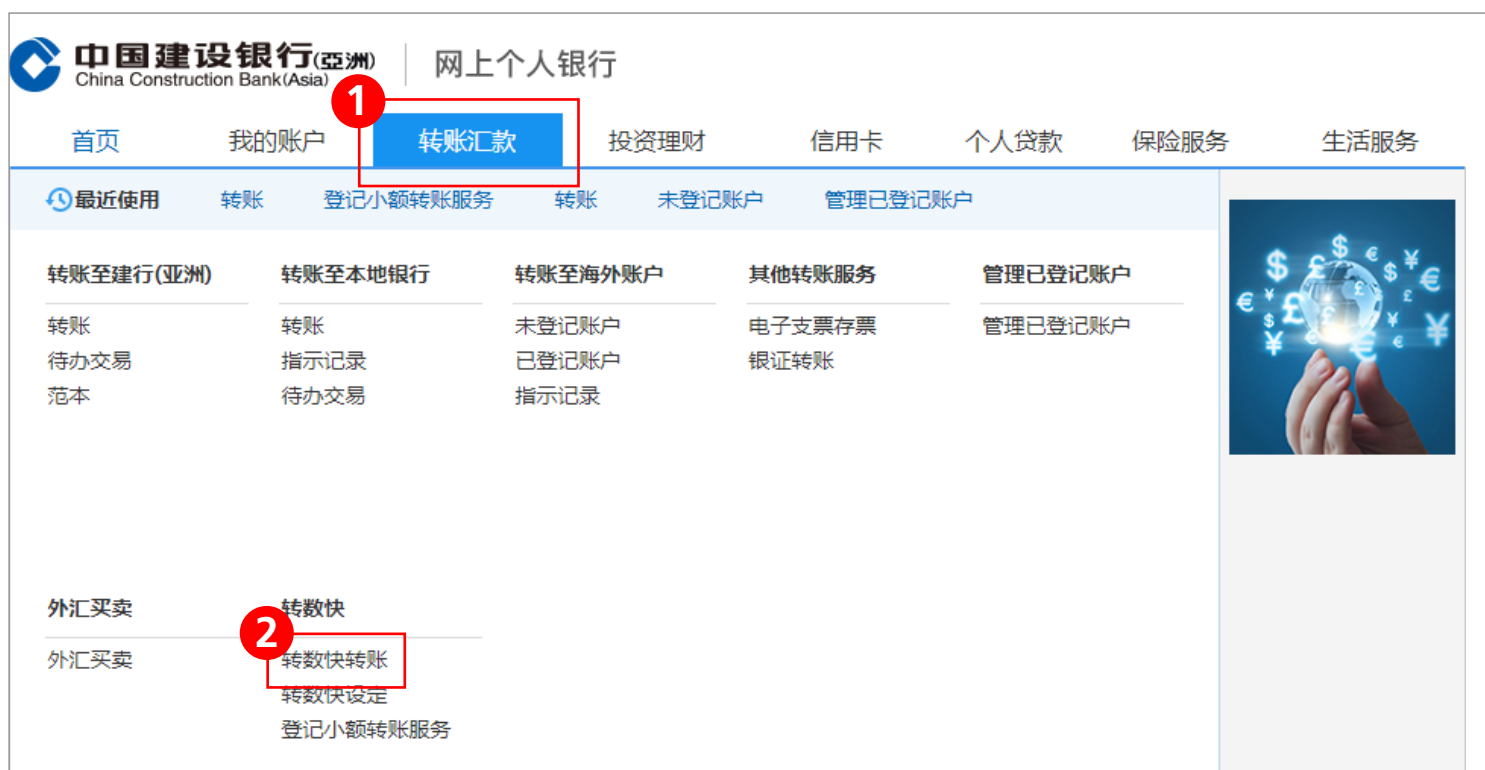 中国建设银行(亞洲)
China Construction Bank(Asia)
网上个人银行
1
首页 我的账户 转账汇款 投资理财 信用卡 个人贷款 保险服务 生活服务
最近使用 转账 登记小额转账服务 转账 未登记账户 管理已登记账户
转账至建行(亚洲) 转账至本地银行 转账至海外账户 其他转账服务 管理已登记账户
转账 转账 未登记账户 电子支票存票 管理已登记账户
待办交易 指示记录 已登记账户 银证转账
范本 待办交易 指示记录
外汇买卖 转数快
2
外汇买卖 转数快转账
转数快设定
登记小额转账服务